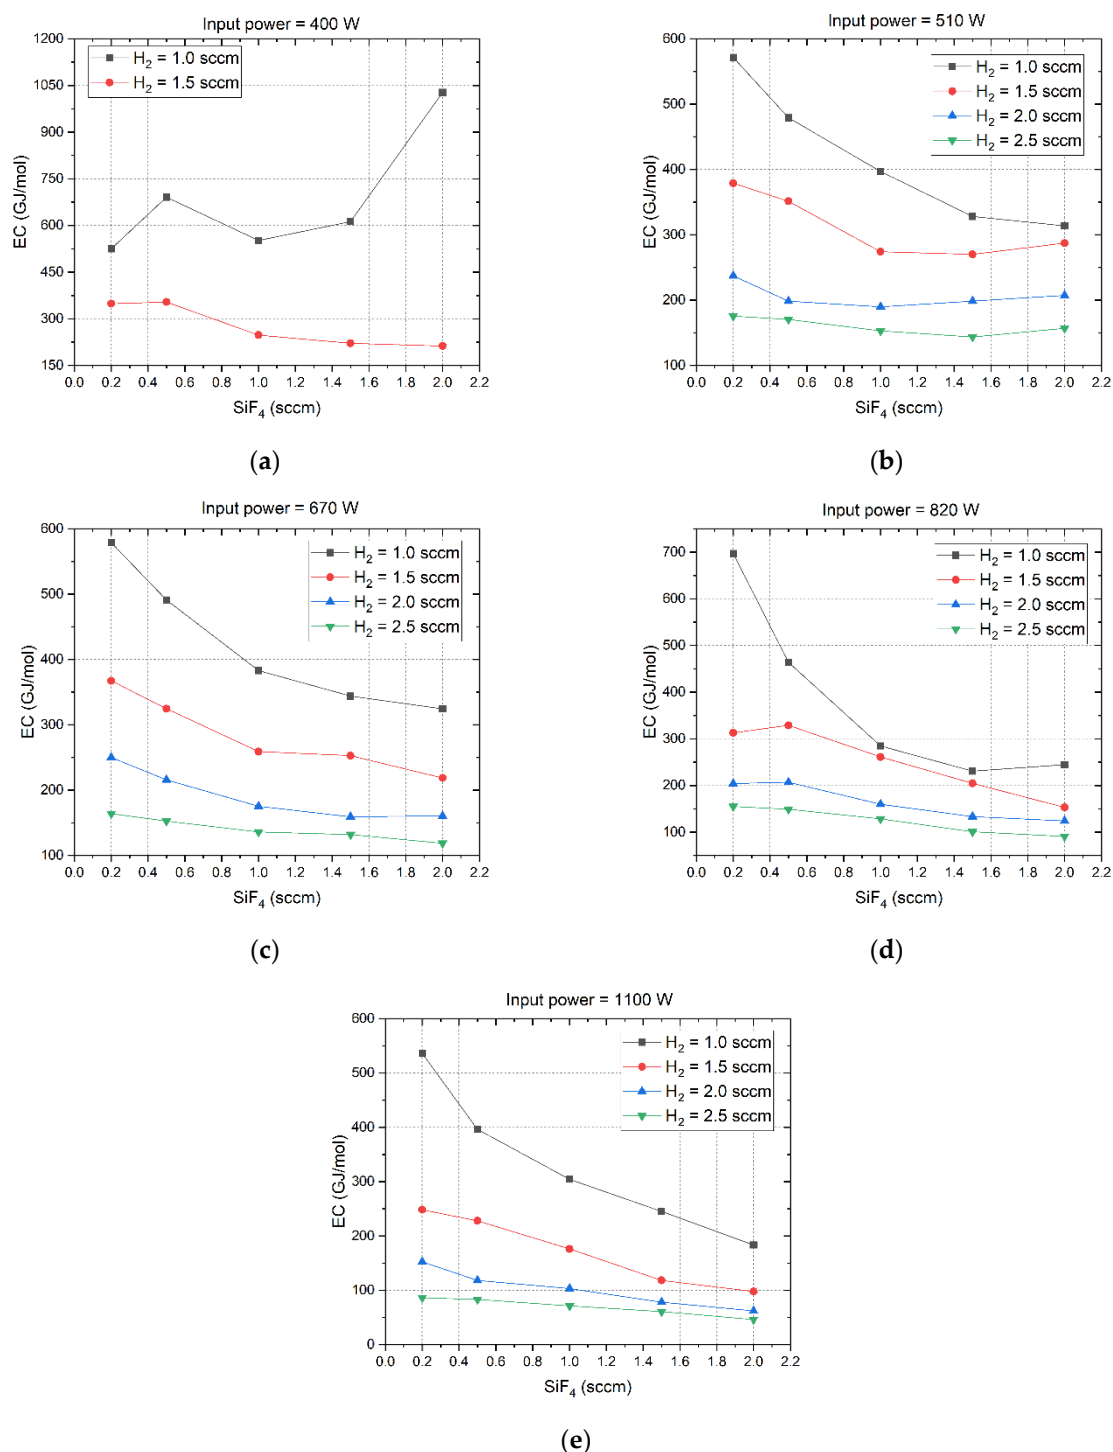 Input power = 400 W
1200
1050
900
750
600
450
300
150
EC (GJ/mol)
H2 = 1.0 sccm
H2 = 1.5 sccm
0.0 0.2 0.4 0.6 0.8 1.0 1.2 1.4 1.6 1.8 2.0 2.2
SiF4 (sccm)
(a)
Input power = 510 W
600
500
400
300
200
100
EC (GJ/mol)
H2 = 1.0 sccm
H2 = 1.5 sccm
H2 = 2.0 sccm
H2 = 2.5 sccm
0.0 0.2 0.4 0.6 0.8 1.0 1.2 1.4 1.6 1.8 2.0 2.2
SiF4 (sccm)
(b)
Input power = 670 W
600
500
400
300
200
100
EC (GJ/mol)
H2 = 1.0 sccm
H2 = 1.5 sccm
H2 = 2.0 sccm
H2 = 2.5 sccm
0.0 0.2 0.4 0.6 0.8 1.0 1.2 1.4 1.6 1.8 2.0 2.2
SiF4 (sccm)
(c)
Input power = 820 W
700
600
500
400
300
200
100
EC (GJ/mol)
H2 = 1.0 sccm
H2 = 1.5 sccm
H2 = 2.0 sccm
H2 = 2.5 sccm
0.0 0.2 0.4 0.6 0.8 1.0 1.2 1.4 1.6 1.8 2.0 2.2
SiF4 (sccm)
(d)
Input power = 1100 W
600
500
400
300
200
100
0
EC (GJ/mol)
H2 = 1.0 sccm
H2 = 1.5 sccm
H2 = 2.0 sccm
H2 = 2.5 sccm
0.0 0.2 0.4 0.6 0.8 1.0 1.2 1.4 1.6 1.8 2.0 2.2
SiF4 (sccm)
(e)